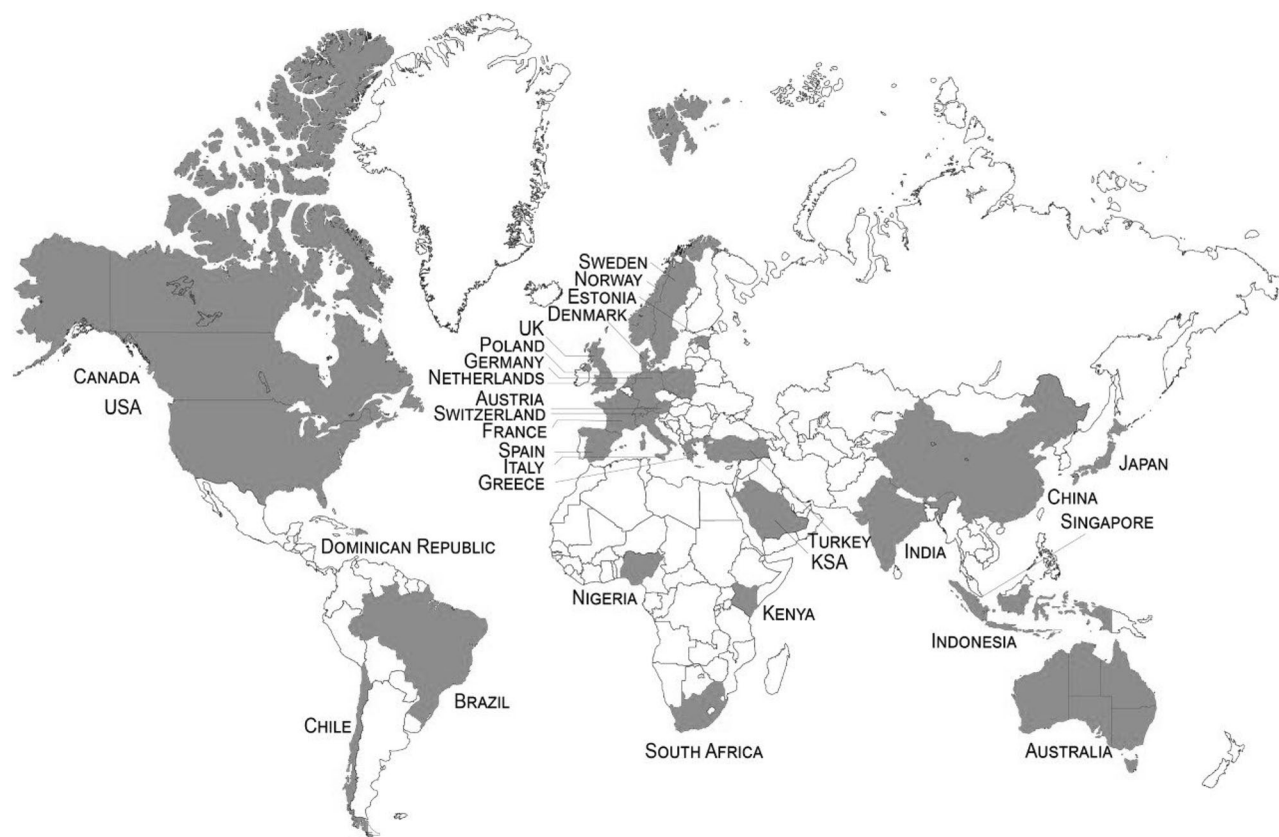 SWEDEN
NORWAY
ESTONIA
DENMARK
UK
POLAND
GERMANY
NETHERLANDS
AUSTRIA
SWITZERLAND
FRANCE
SPAIN
ITALY
GREECE
CANADA
USA
DOMINICAN REPUBLIC
JAPAN
CHINA
SINGAPORE
TURKEY
KSA
INDIA
NIGERIA
KENYA
INDONESIA
BRAZIL
CHILE
SOUTH AFRICA
AUSTRALIA